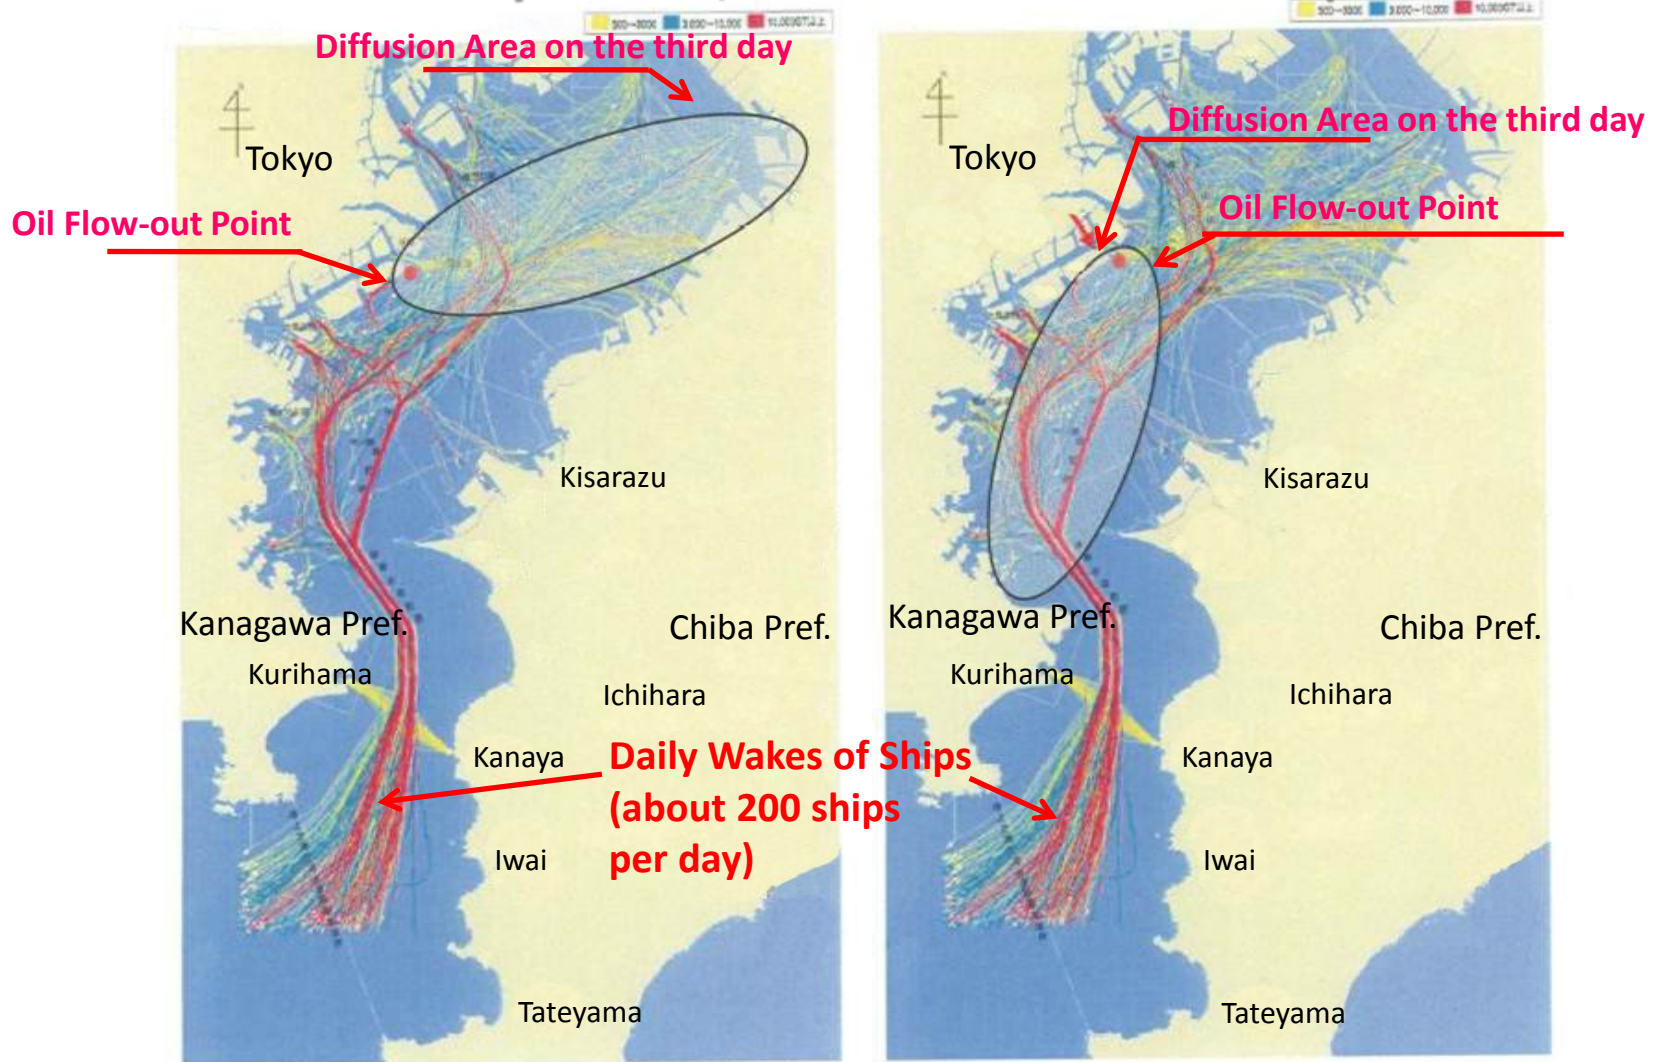 Diffusion Area on the third day
Tokyo
Oil Flow-out Point
Kisarazu
Kanagawa Pref.
Chiba Pref.
Kurihama
Ichihara
Kanaya
Daily Wakes of Ships
(about 200 ships
per day)
Iwai
Tateyama
Diffusion Area on the third day
Tokyo
Oil Flow-out Point
Kisarazu
Kanagawa Pref.
Chiba Pref.
Kurihama
Ichihara
Kanaya
Iwai
Tateyama